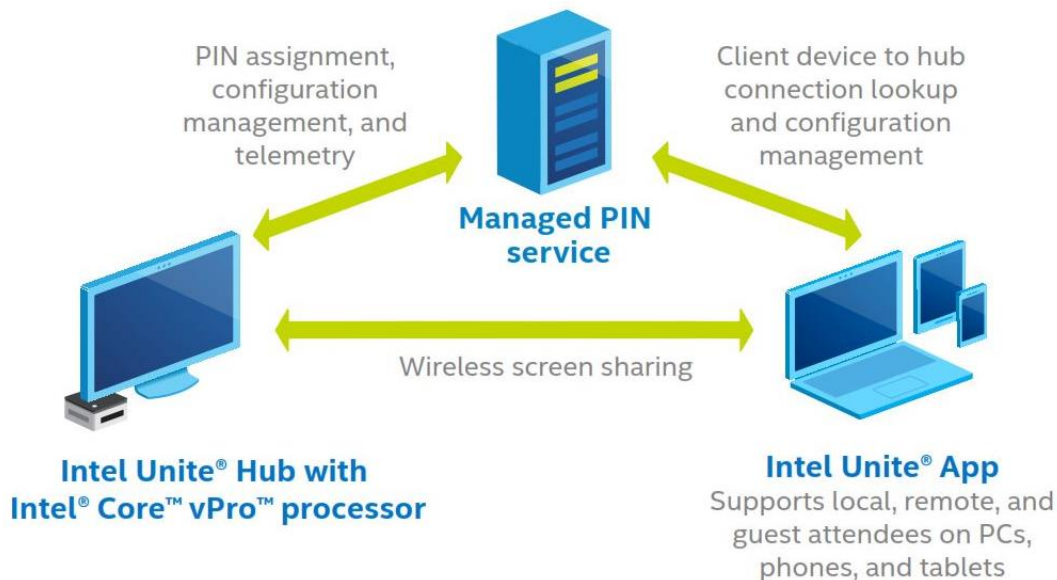 PIN assignment,
configuration
management, and
telemetry
Client device to hub
connection lookup
and configuration
management
Managed PIN
service
Wireless screen sharing
Intel Unite® Hub with
Intel® Core™ vPro™ processor
Intel Unite® App
Supports local, remote, and
guest attendees on PCs,
phones, and tablets